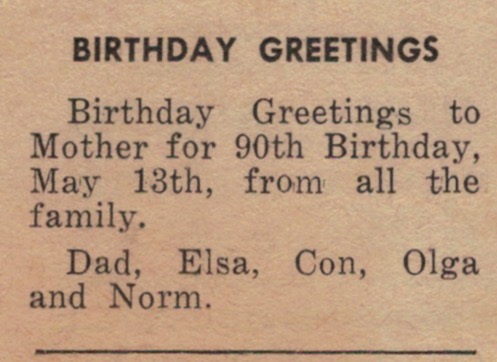 BIRTHDAY GREETINGS
Birthday Greetings to
Mother for 90th Birthday,
May 13th, from all the
family.
Dad, Elsa, Con, Olga
and Norm.